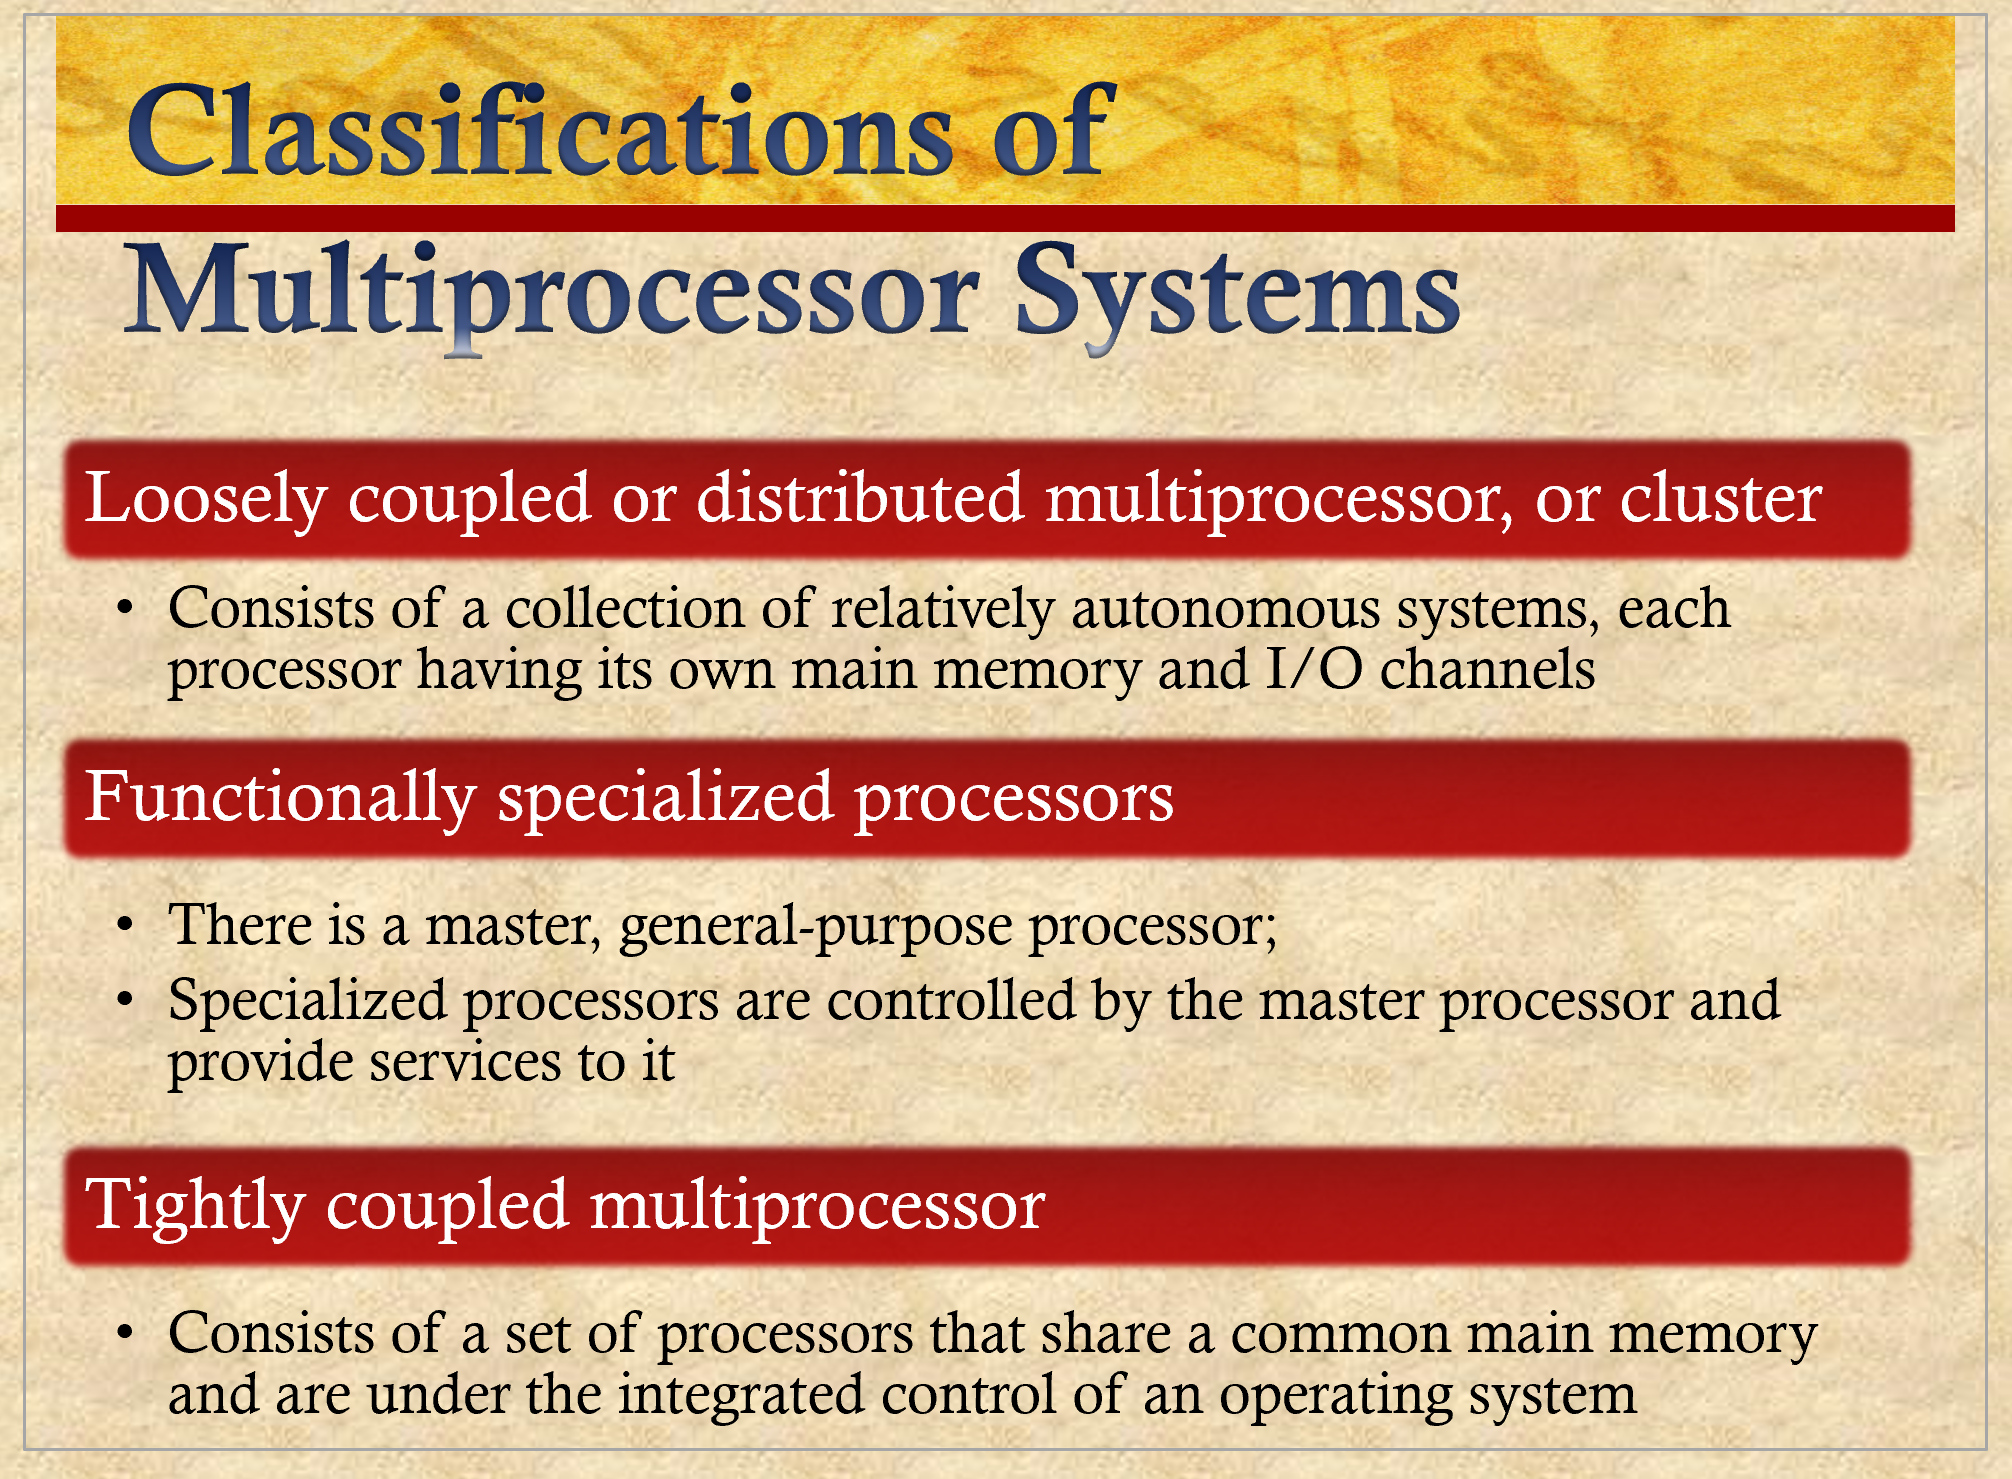 Classifications of
Multiprocessor Systems
Loosely coupled or distributed multiprocessor, or cluster
• Consists of a collection of relatively autonomous systems, each
processor having its own main memory and I/O channels
Functionally specialized processors
• There is a master, general-purpose processor;
• Specialized processors are controlled by the master processor and
provide services to it
Tightly coupled multiprocessor
• Consists of a set of processors that share a common main memory
and are under the integrated control of an operating system